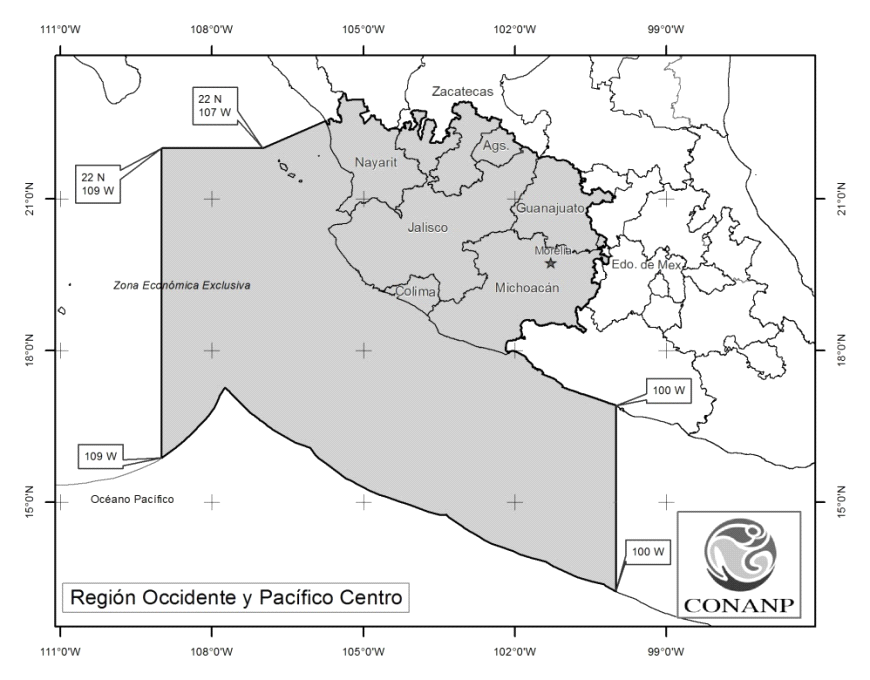 111°0'W 108°0'W 105°0'W 102°0'W 99°0'W
22 N
107 W
Zacatecas
22 N
109 W
Nayarit
Ags.
21°0'N
21°0'N
Guanajuato
Jalisco
Morelia
Edo. de Mex
Zona Económica Exclusiva
Colima
Michoacán
18°0'N
18°0'N
100 W
109 W
Océano Pacífico
15°0'N
15°0'N
100 W
Región Occidente y Pacífico Centro
CONANP
111°0'W 108°0'W 105°0'W 102°0'W 99°0'W